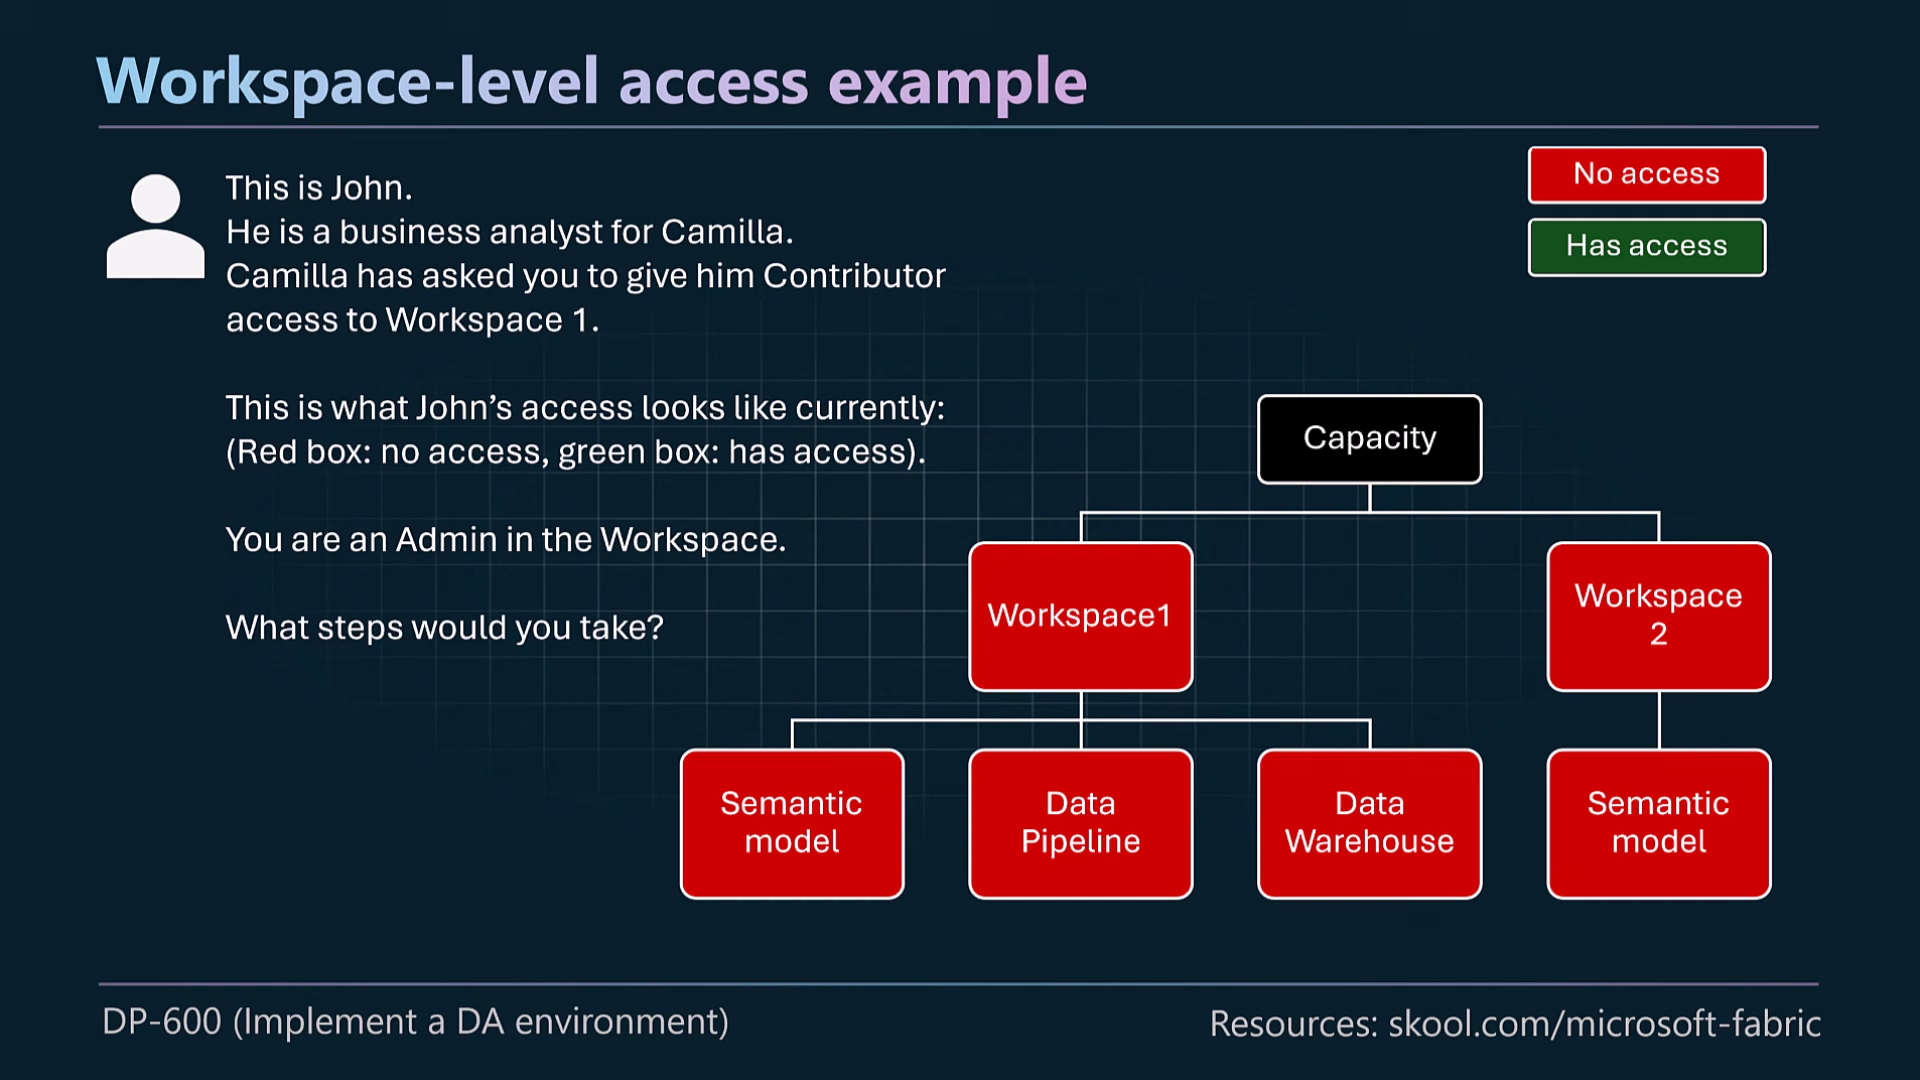 Workspace-level access example
This is John.
He is a business analyst for Camilla.
Camilla has asked you to give him Contributor
access to Workspace 1.
This is what John’s access looks like currently:
(Red box: no access, green box: has access).
You are an Admin in the Workspace.
What steps would you take?
No access
Has access
Capacity
Workspace1
Workspace
2
Semantic
model
Data
Pipeline
Data
Warehouse
Semantic
model
DP-600 (Implement a DA environment)
Resources: skool.com/microsoft-fabric